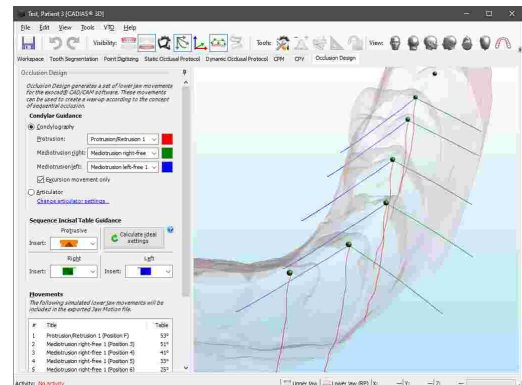 Test, Patient 3 [CADIAS® 3D]
File Edit View Tools VTO Help
Visibility: Tools: View:
Workspace Tooth Segmentation Point Digitizing Static Occlusal Protocol Dynamic Occlusal Protocol CPM CPV Occlusion Design
Occlusion Design
Occlusion Design generates a set of lower jaw movements
for the exocad® CAD/CAM software. These movements
can be used to create a wax-up according to the concept
of sequential occlusion.
Condylar Guidance
Condylography
Protrusion: Protrusion/Retrusion 1
Mediotrusion right: Mediotrusion right-free
Mediotrusion left: Mediotrusion left-free 1
Excursion movement only
Articulator
Change articulator settings...
Sequence Incisal Table Guidance
Protrusive
Insert:
Calculate ideal
settings
Right Left
Insert: Insert:
Movements
The following simulated lower jaw movements will be
included in the exported Jaw Motion file.
# Title Table
1 Protrusion/Retrusion 1 (Position F) 53°
2 Mediotrusion right-free 1 (Position 3) 51°
3 Mediotrusion right-free 1 (Position 4) 41°
4 Mediotrusion right-free 1 (Position 5) 33°
5 Mediotrusion right-free 1 (Position 6) 25°
Activity: No Activity Upper Jaw Lower Jaw (RP) X: --- Y: --- Z: ---